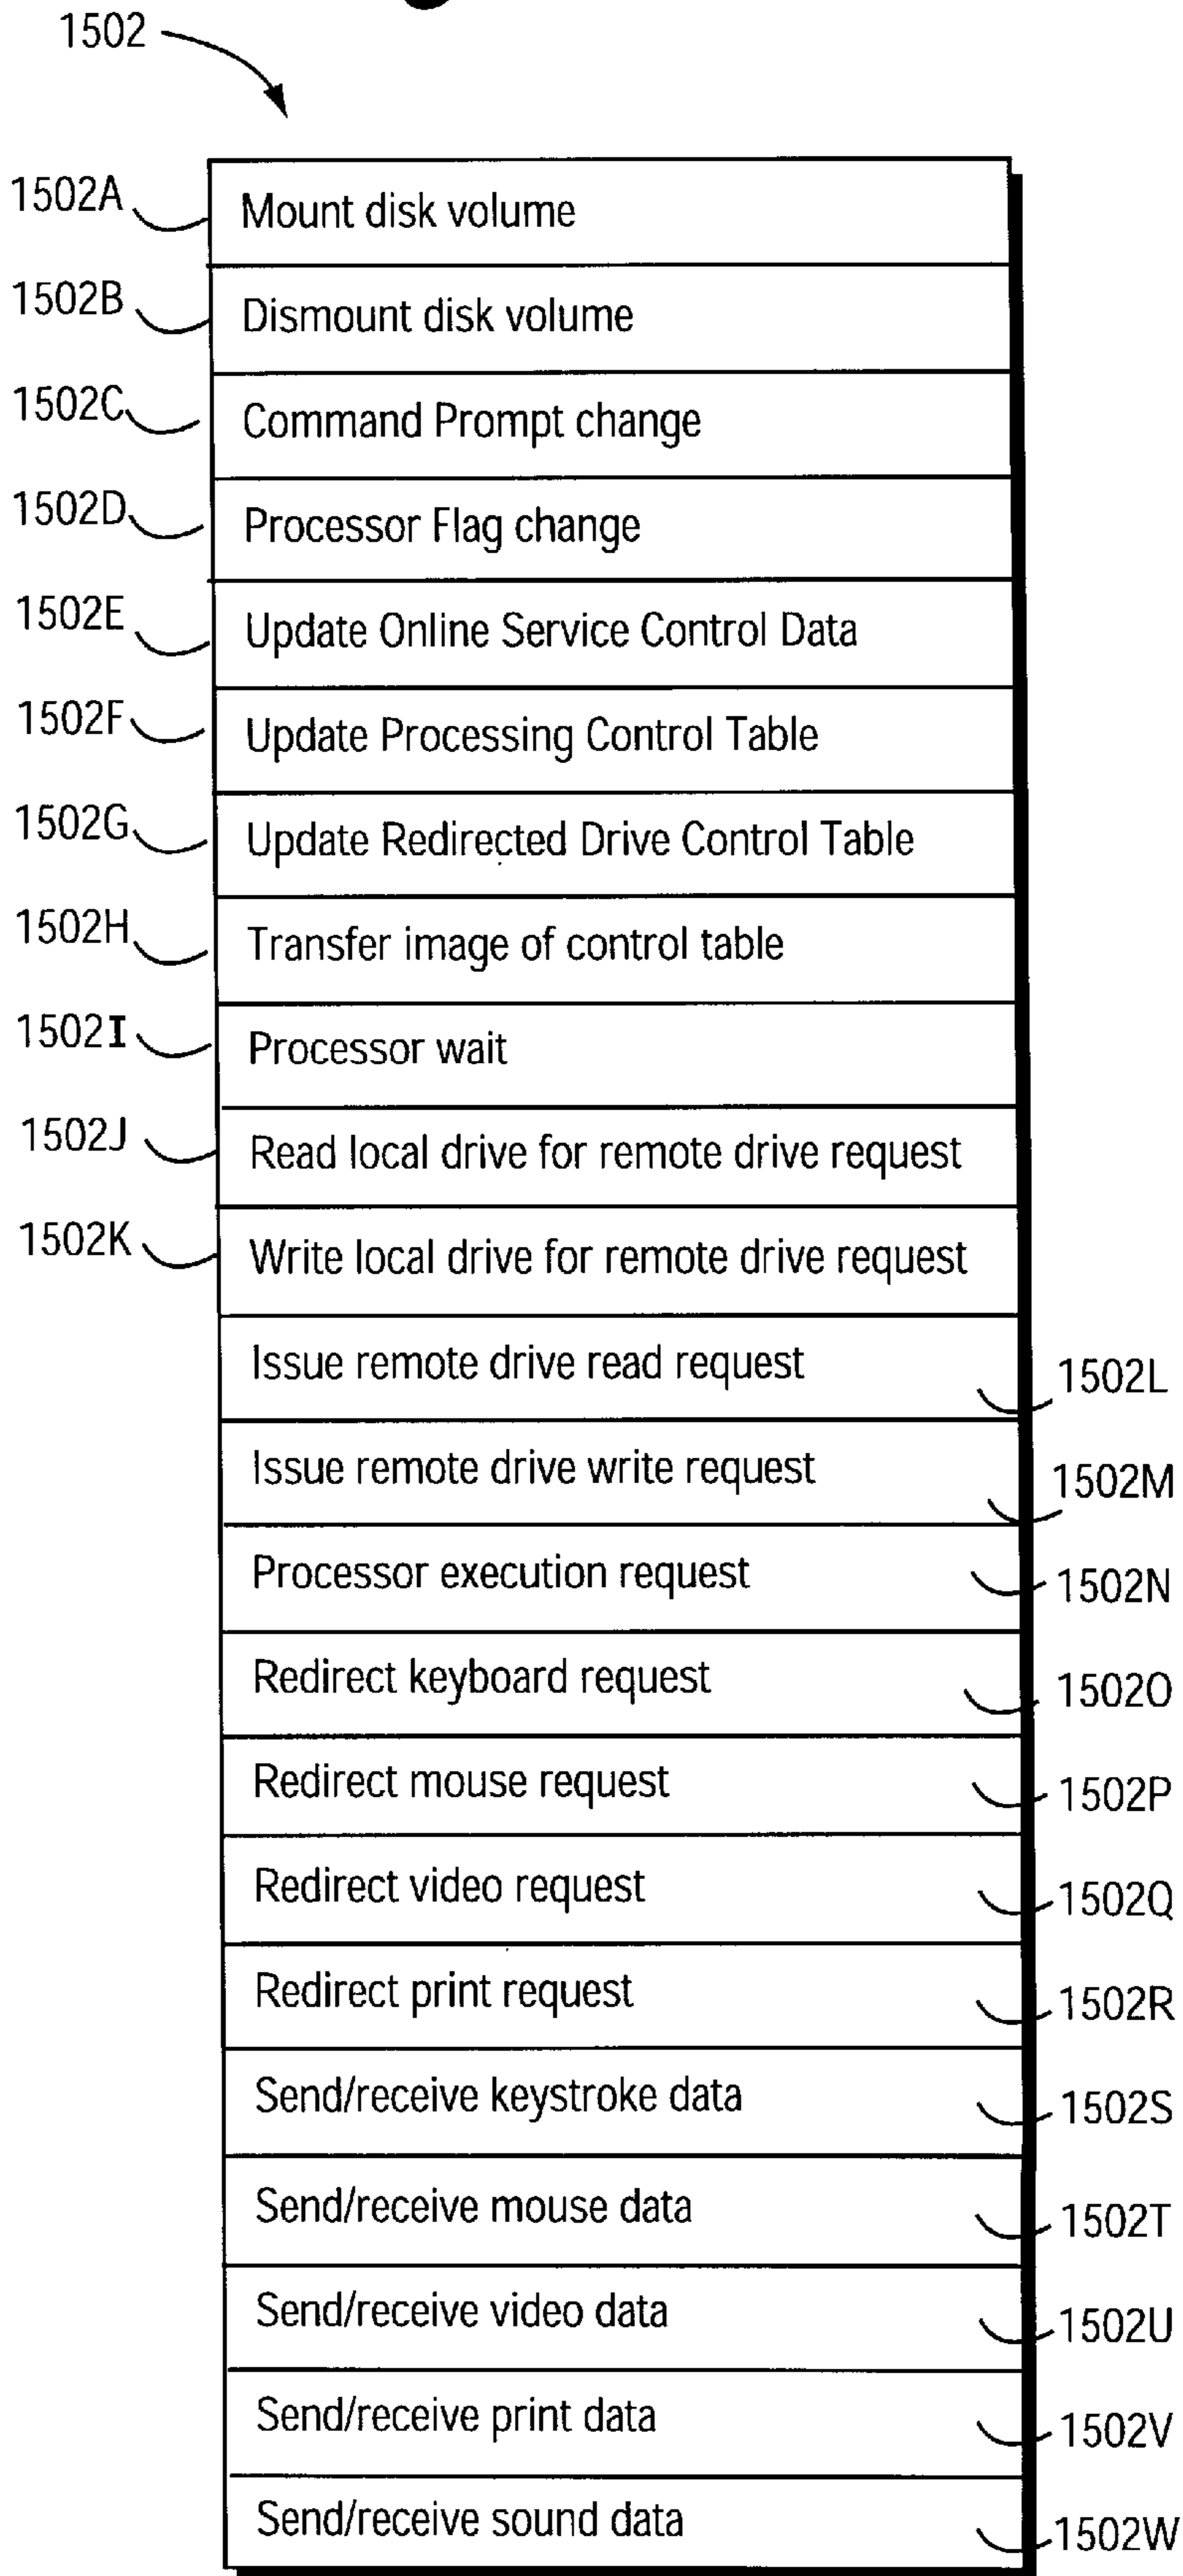 1502
1502A Mount disk volume
1502B Dismount disk volume
1502C Command Prompt change
1502D Processor Flag change
1502E Update Online Service Control Data
1502F Update Processing Control Table
1502G Update Redirected Drive Control Table
1502H Transfer image of control table
1502I Processor wait
1502J Read local drive for remote drive request
1502K Write local drive for remote drive request
Issue remote drive read request 1502L
Issue remote drive write request 1502M
Processor execution request 1502N
Redirect keyboard request 1502O
Redirect mouse request 1502P
Redirect video request 1502Q
Redirect print request 1502R
Send/receive keystroke data 1502S
Send/receive mouse data 1502T
Send/receive video data 1502U
Send/receive print data 1502V
Send/receive sound data 1502W